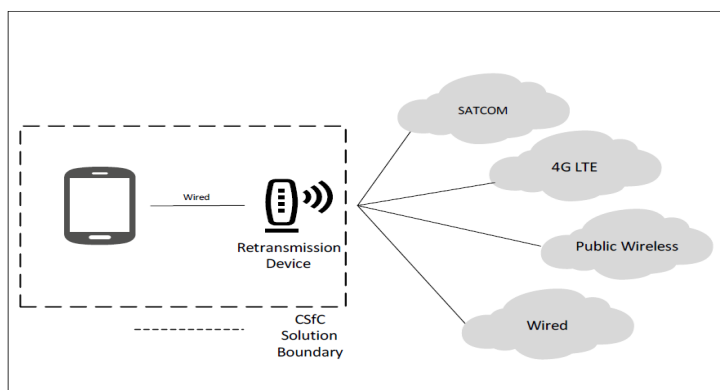 SATCOM
4G LTE
Wired
Public Wireless
Retransmission
Device
Wired
CSfC
Solution
Boundary